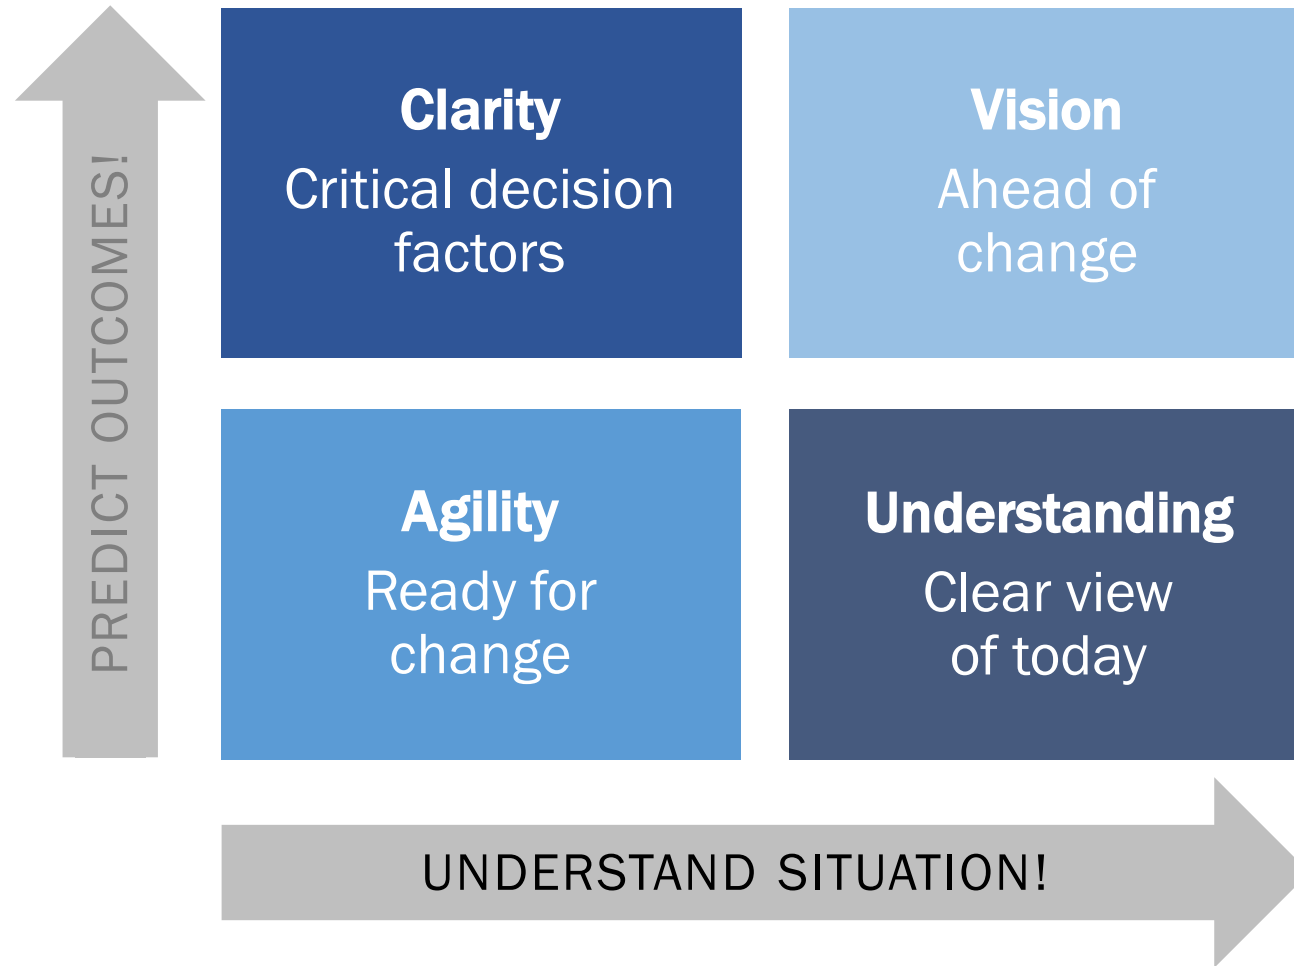 PREDICT OUTCOMES!
Clarity
Critical decision
factors
Vision
Ahead of
change
Agility
Ready for
change
Understanding
Clear view
of today
UNDERSTAND SITUATION!